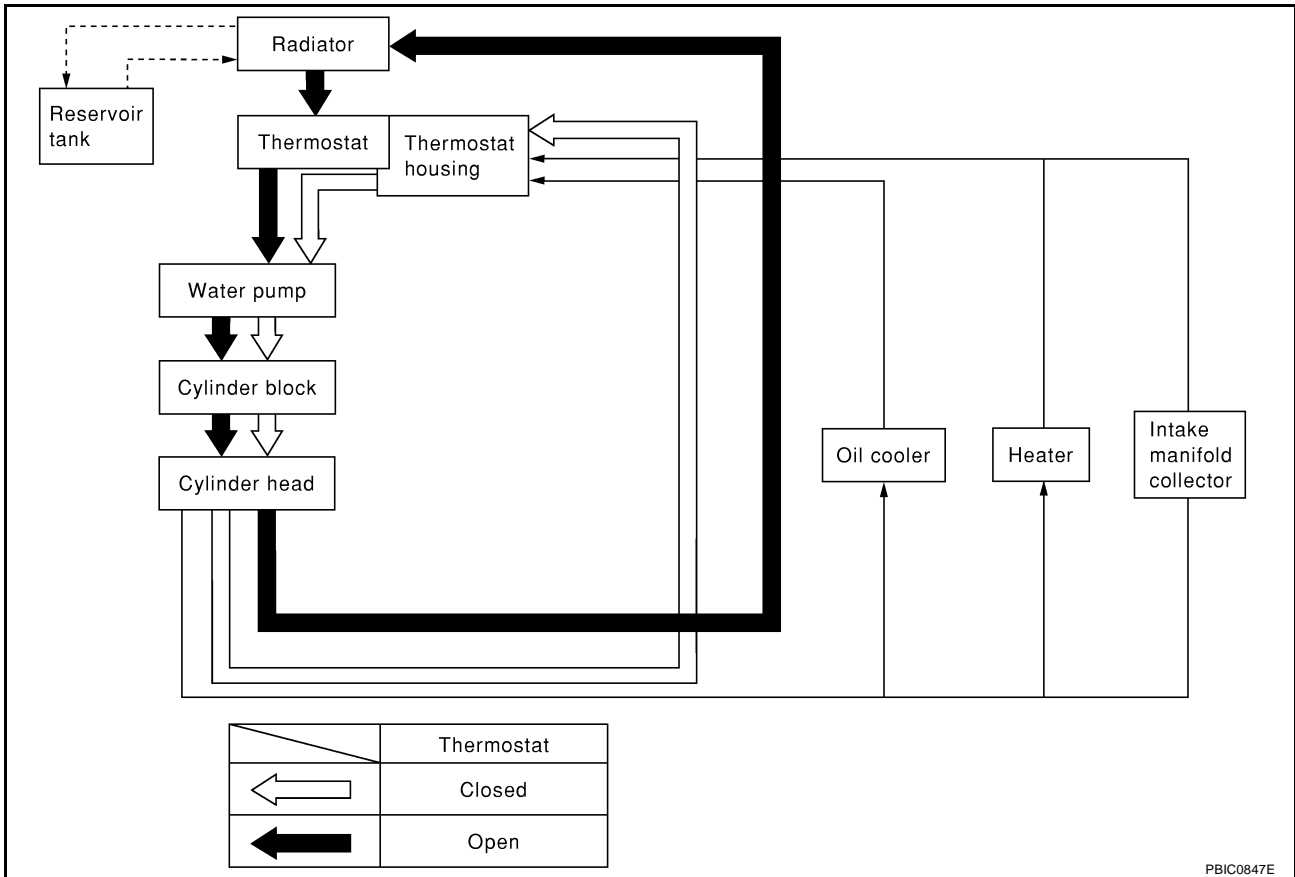 Radiator
Reservoir
tank
Thermostat
Thermostat
housing
Water pump
Cylinder block
Cylinder head
Oil cooler
Heater
Intake
manifold
collector
Thermostat
Closed
Open
PBIC0847E